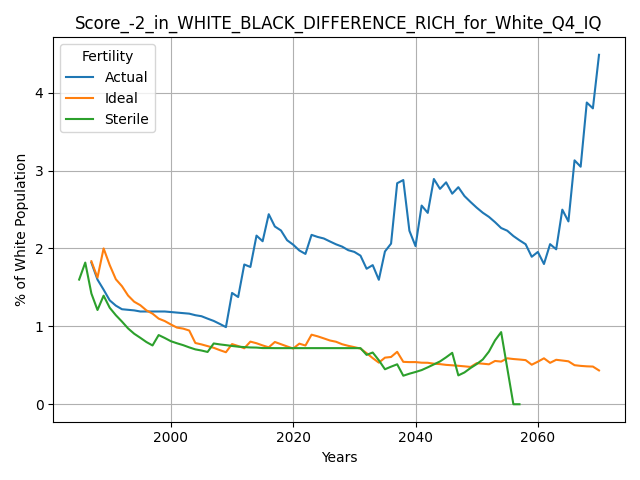 Score_-2_in_WHITE_BLACK_DIFFERENCE_RICH_for_White_Q4_IQ
Fertility
Actual
Ideal
Sterile
% of White Population
4
3
2
1
0
2000
2020
2040
2060
Years